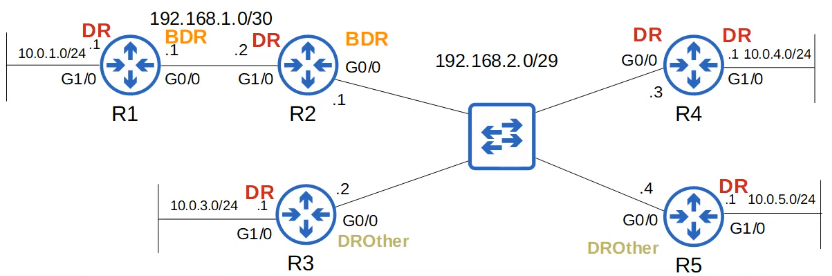 192.168.1.0/30
DR
BDR
DR
BDR
10.0.1.0/24
.1
.1
.2
G1/0
G0/0
G1/0
G0/0
.1
R1
R2
192.168.2.0/29
DR
DR
G0/0
.1
10.0.4.0/24
G1/0
.3
R4
DR
10.0.3.0/24
.1
.2
G1/0
G0/0
DROther
R3
.4
DR
.1
10.0.5.0/24
G0/0
G1/0
DROther
R5